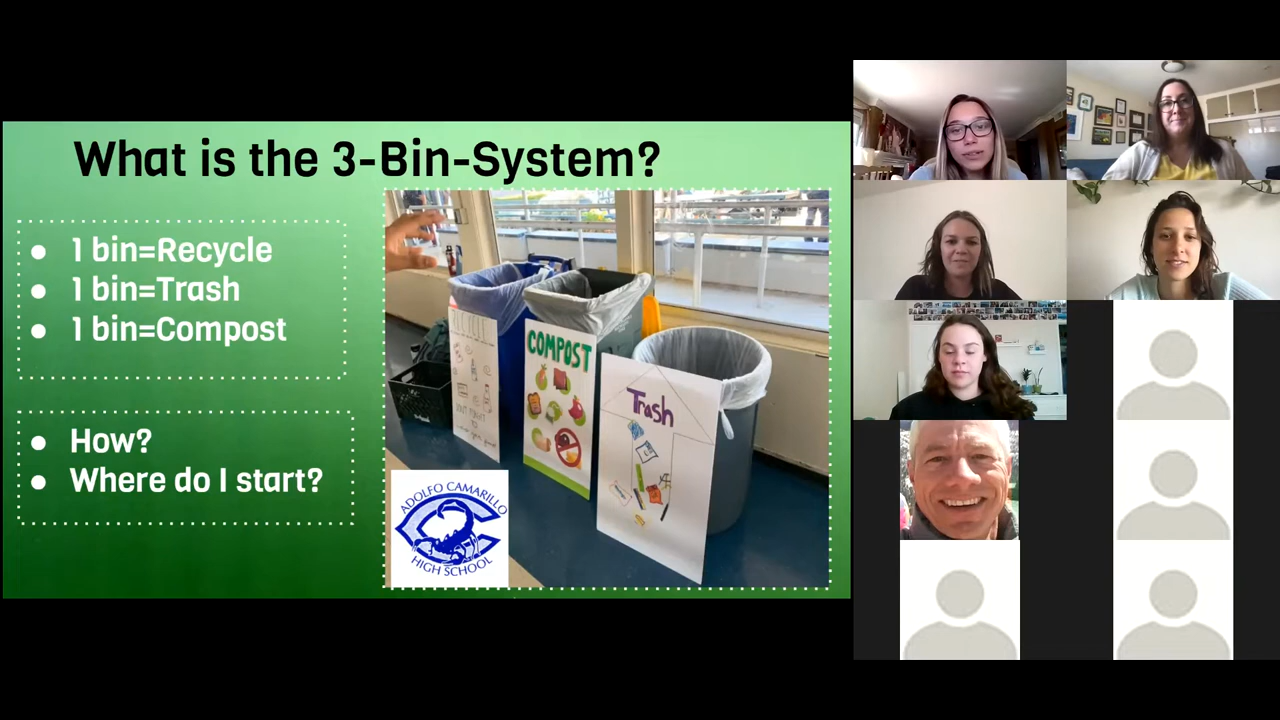 What is the 3-Bin-System?
● 1 bin=Recycle
● 1 bin=Trash
● 1 bin=Compost
● How?
● Where do I start?
COMPOST
Trash
ADOLFO CAMARILLO
HIGH SCHOOL